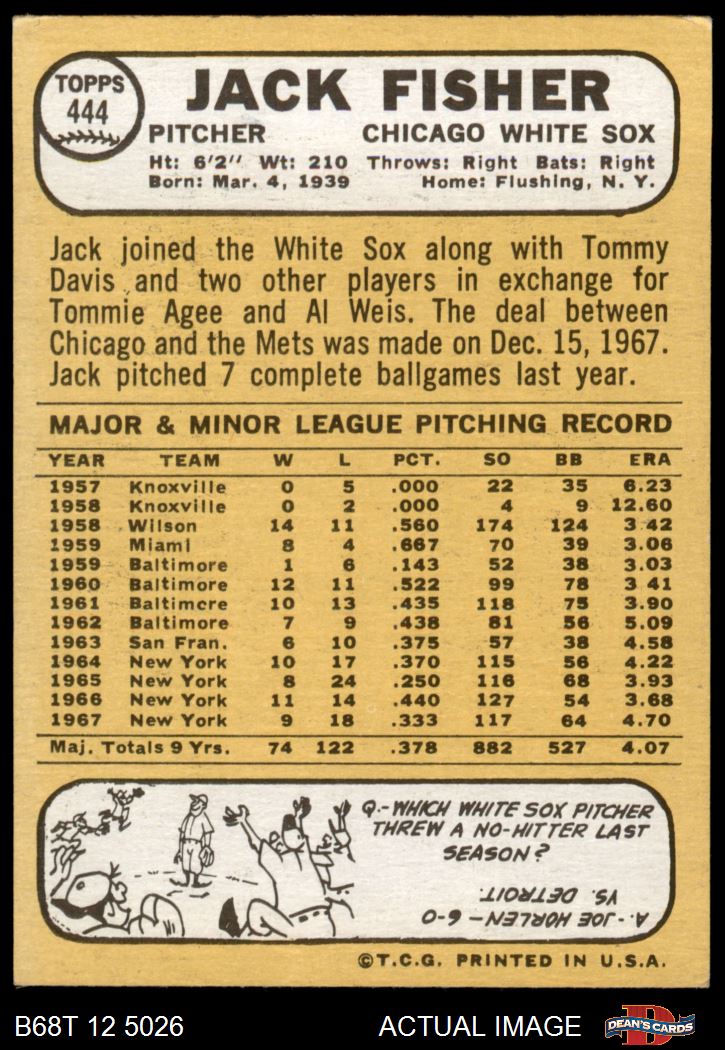 TOPPS
444
JACK FISHER
PITCHER CHICAGO WHITE SOX
Ht: 6'2" Wt: 210 Throws: Right Bats: Right
Born: Mar. 4, 1939 Home: Flushing, N. Y.
Jack joined the White Sox along with Tommy
Davis and two other players in exchange for
Tommie Agee and Al Weis. The deal between
Chicago and the Mets was made on Dec. 15, 1967.
Jack pitched 7 complete ballgames last year.
MAJOR & MINOR LEAGUE PITCHING RECORD
YEAR TEAM W L PCT. SO BB ERA
1957 Knoxville 0 5 .000 22 35 6.23
1958 Knoxville 0 2 .000 4 9 12.60
1958 Wilson 14 11 .560 174 124 3.42
1959 Miami 8 4 .667 70 39 3.06
1959 Baltimore 1 6 .143 52 38 3.03
1960 Baltimore 12 11 .522 99 78 3.41
1961 Baltimore 10 13 .435 118 75 3.90
1962 Baltimore 7 9 .438 81 56 5.09
1963 San Fran. 6 10 .375 57 38 4.58
1964 New York 10 17 .370 115 56 4.22
1965 New York 8 24 .250 116 68 3.93
1966 New York 11 14 .440 127 54 3.68
1967 New York 9 18 .333 117 64 4.70
Maj. Totals 9 Yrs. 74 122 .378 882 527 4.07
Q.-WHICH WHITE SOX PITCHER
THREW A NO-HITTER LAST
SEASON?
A.-JOE HORLEN-6-0
VS. DETROIT.
©T.C.G. PRINTED IN U.S.A.
B68T 12 5026 ACTUAL IMAGE
DEAN'S CARDS